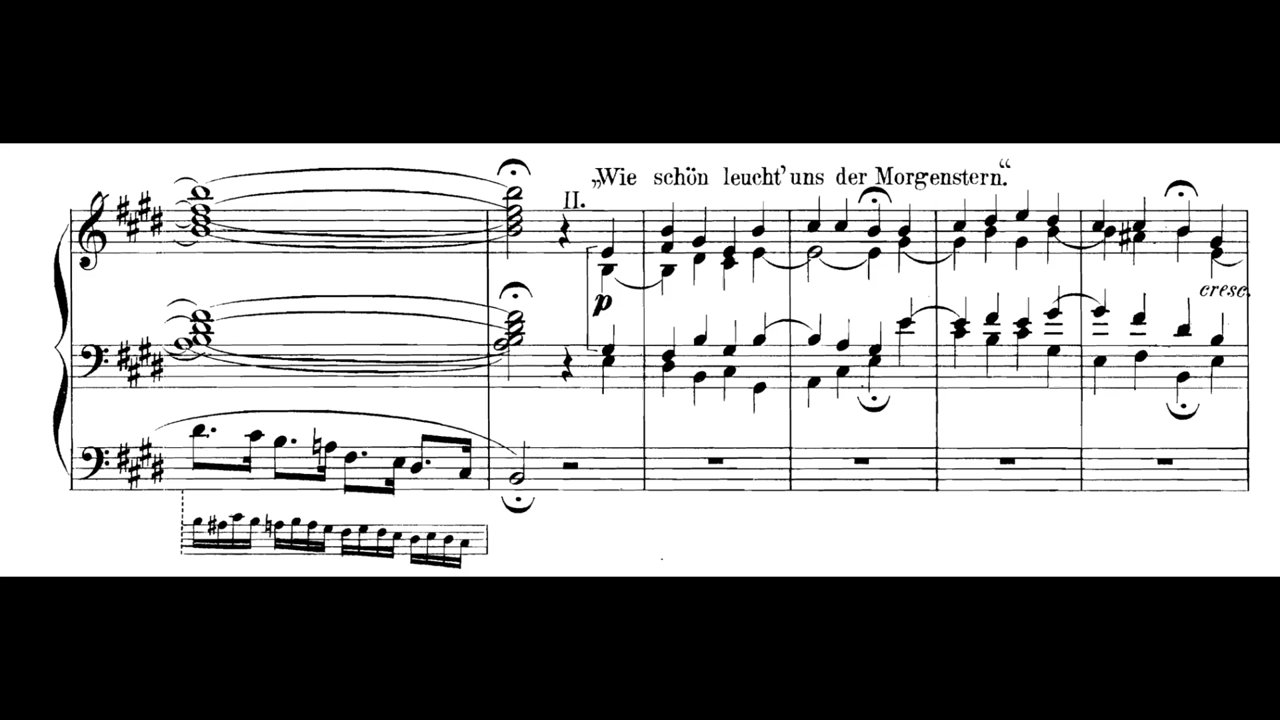 „Wie schön leucht' uns der Morgenstern.“
II.
p
cresc.